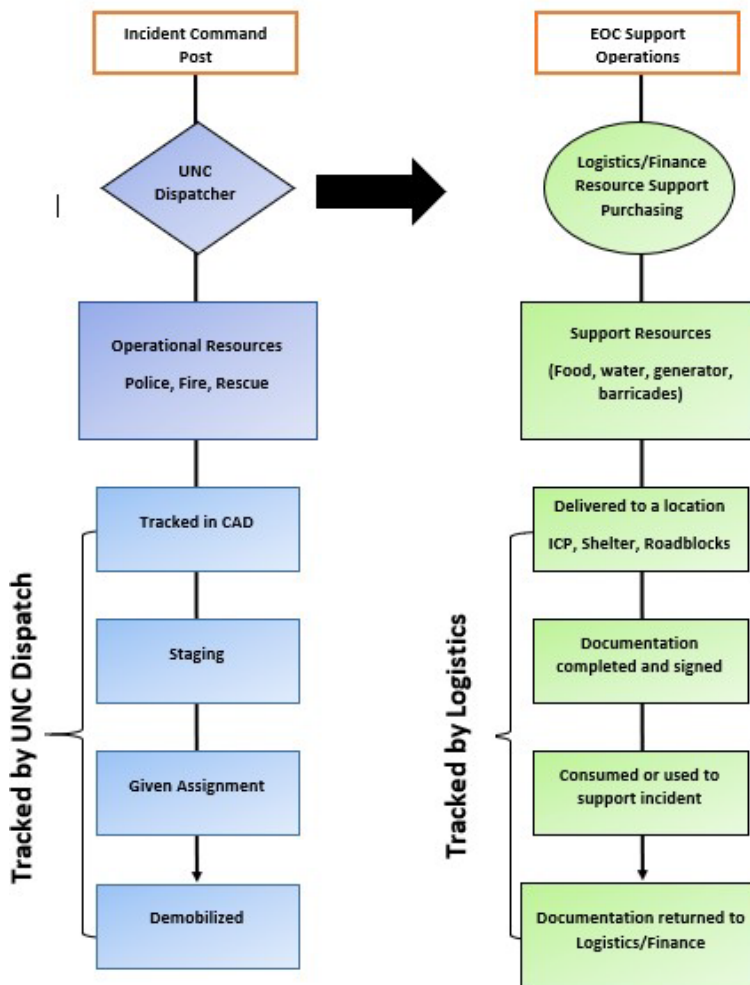 Incident Command
Post
UNC
Dispatcher
Operational Resources
Police, Fire, Rescue
Tracked in CAD
Staging
Given Assignment
Demobilized
Tracked by UNC Dispatch
EOC Support
Operations
Logistics/Finance
Resource Support
Purchasing
Support Resources
(Food, water, generator,
barricades)
Delivered to a location
ICP, Shelter, Roadblocks
Documentation
completed and signed
Consumed or used to
support incident
Documentation returned to
Logistics/Finance
Tracked by Logistics